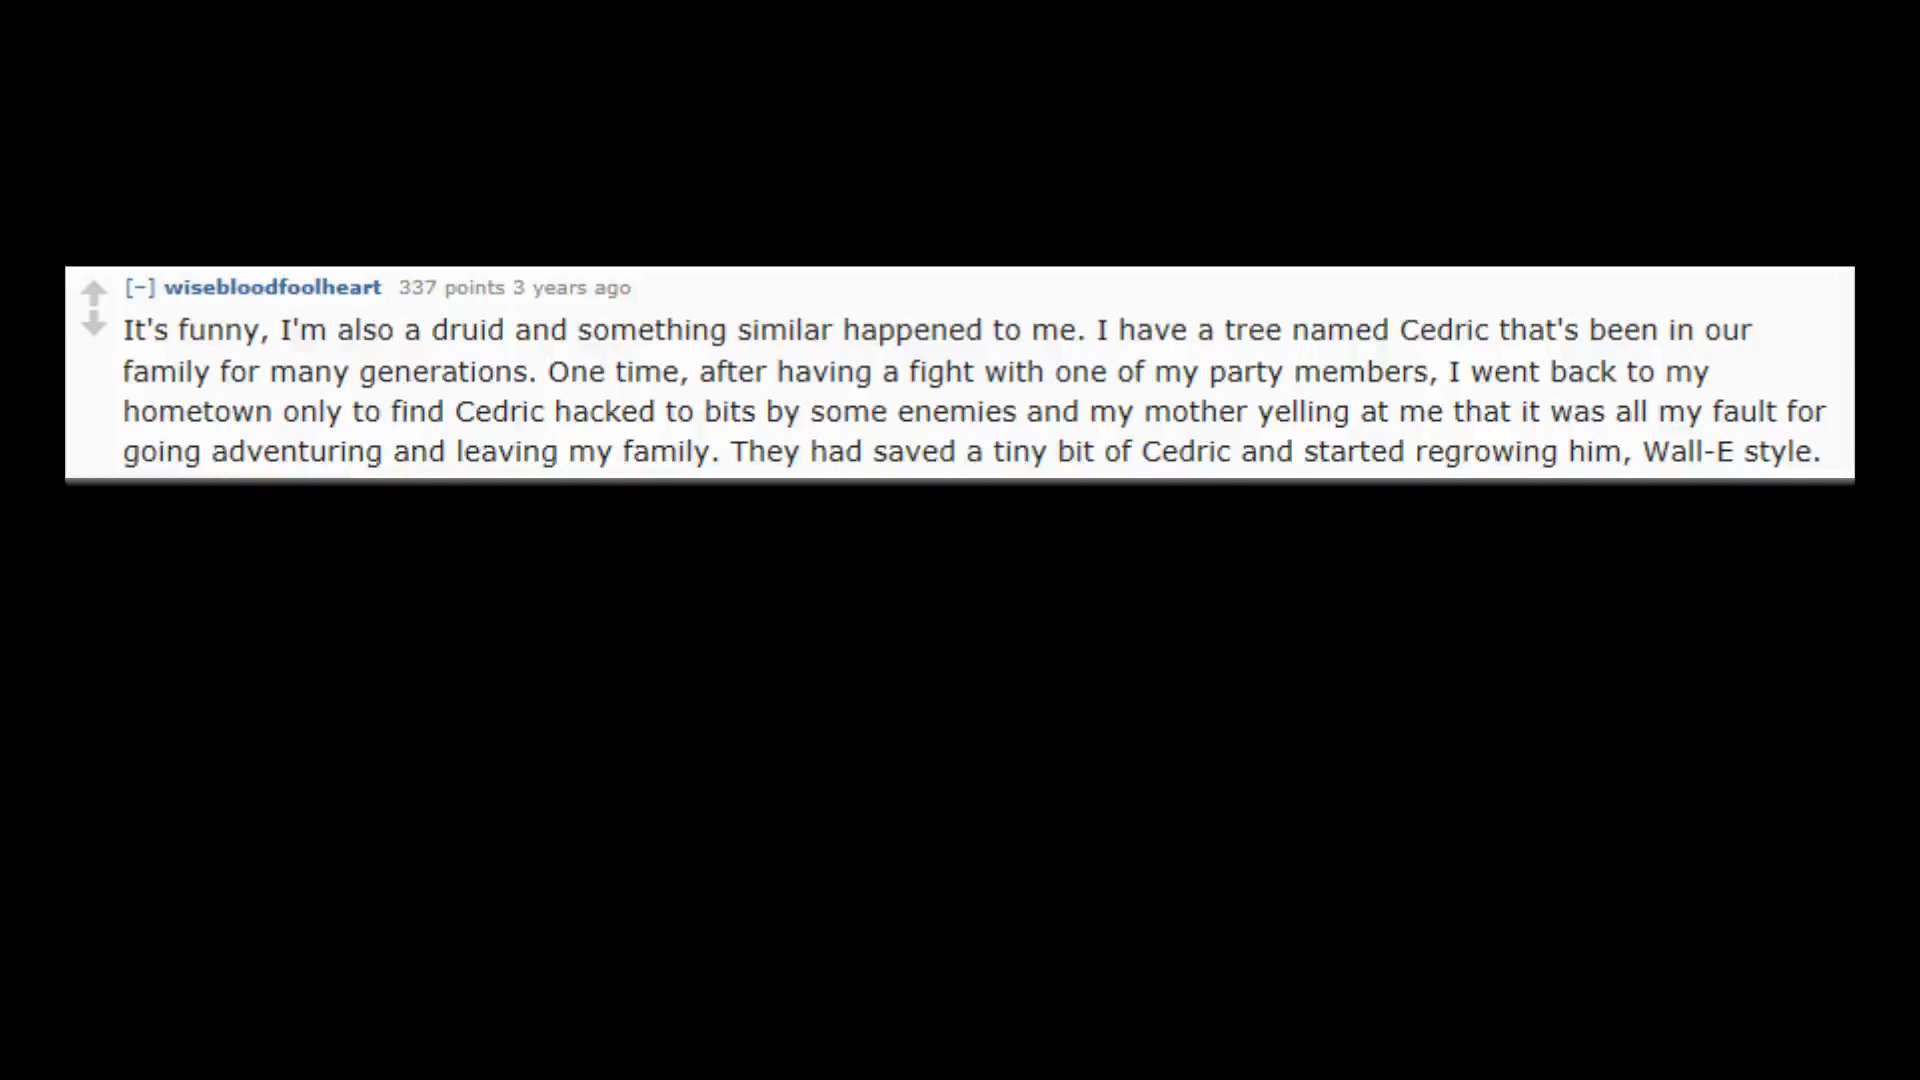 [−] wisebloodfoolheart 337 points 3 years ago
It's funny, I'm also a druid and something similar happened to me. I have a tree named Cedric that's been in our
family for many generations. One time, after having a fight with one of my party members, I went back to my
hometown only to find Cedric hacked to bits by some enemies and my mother yelling at me that it was all my fault for
going adventuring and leaving my family. They had saved a tiny bit of Cedric and started regrowing him, Wall-E style.